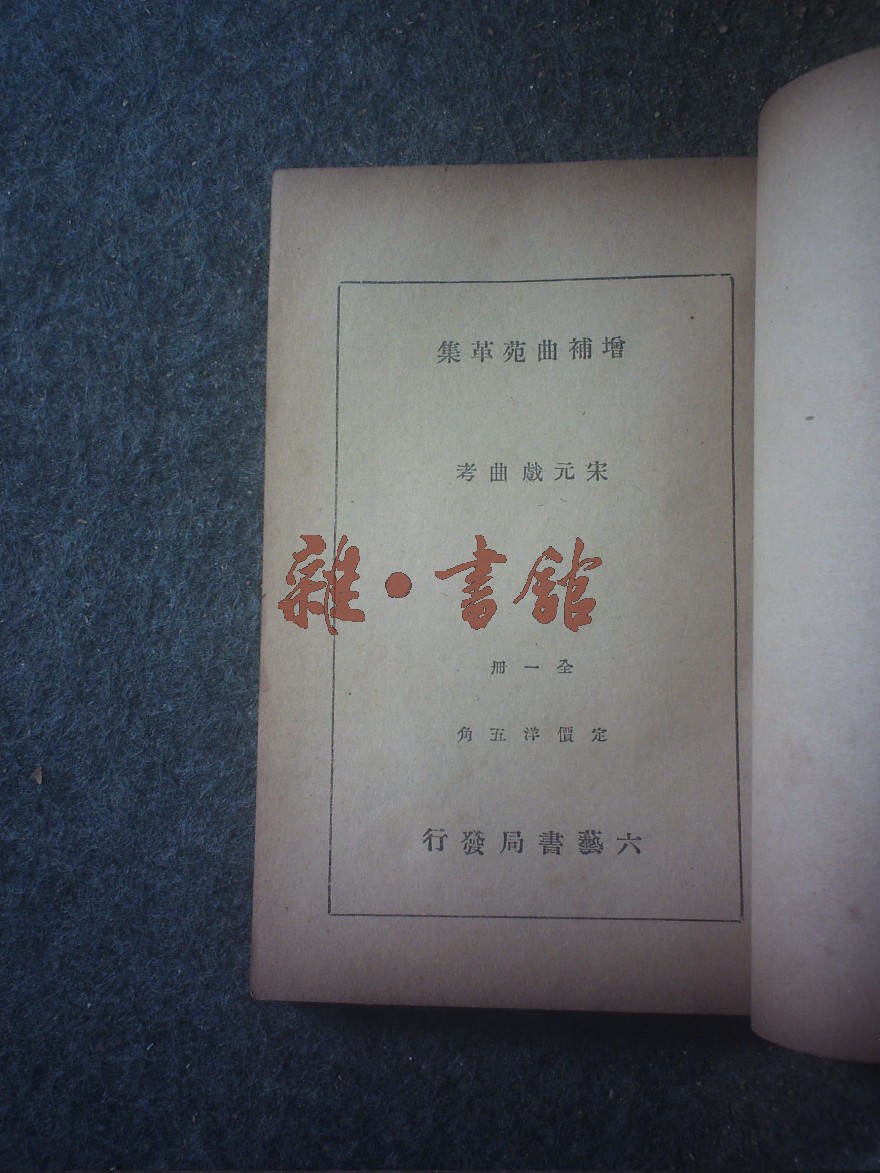 增補曲苑革集
宋元戲曲考
雜·書舘
全一冊
定價洋五角
六藝書局發行